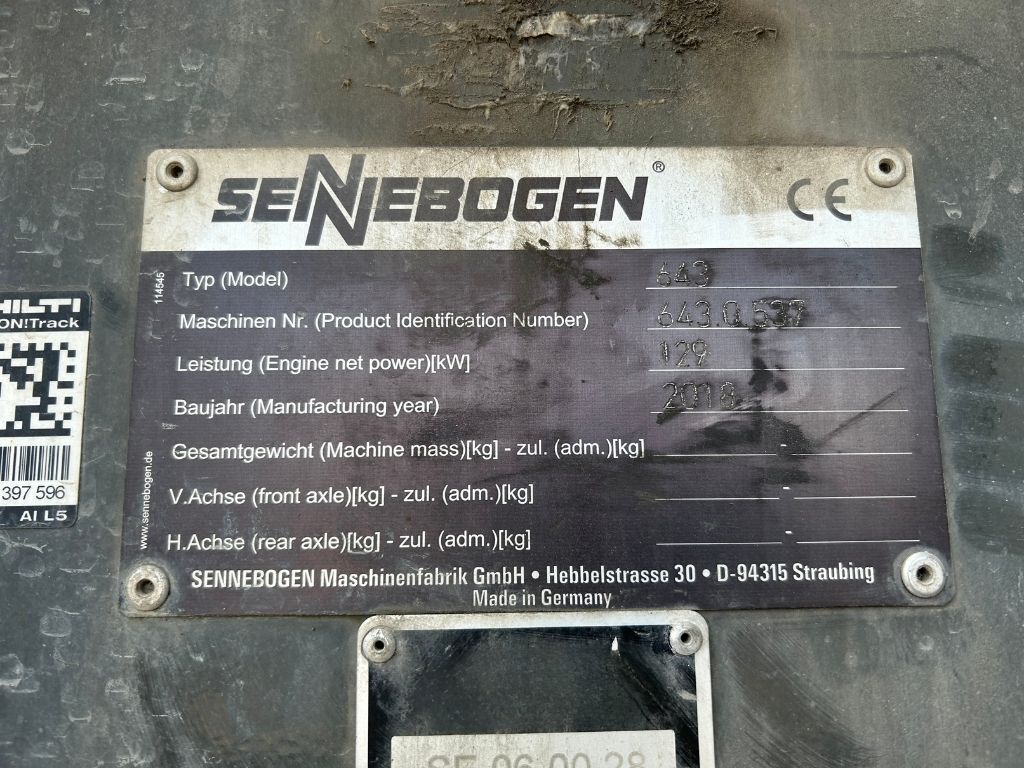 SENNEBOGEN® CE
114545
Typ (Model) 643
Maschinen Nr. (Product Identification Number) 643.0.537
Leistung (Engine net power)[kW] 129
Baujahr (Manufacturing year) 2018
Gesamtgewicht (Machine mass)[kg] - zul. (adm.)[kg] -
V.Achse (front axle)[kg] - zul. (adm.)[kg] -
H.Achse (rear axle)[kg] - zul. (adm.)[kg] -
www.sennebogen.de
SENNEBOGEN Maschinenfabrik GmbH • Hebbelstrasse 30 • D-94315 Straubing
Made in Germany
HILTI
ON!Track
397 596
AI L5